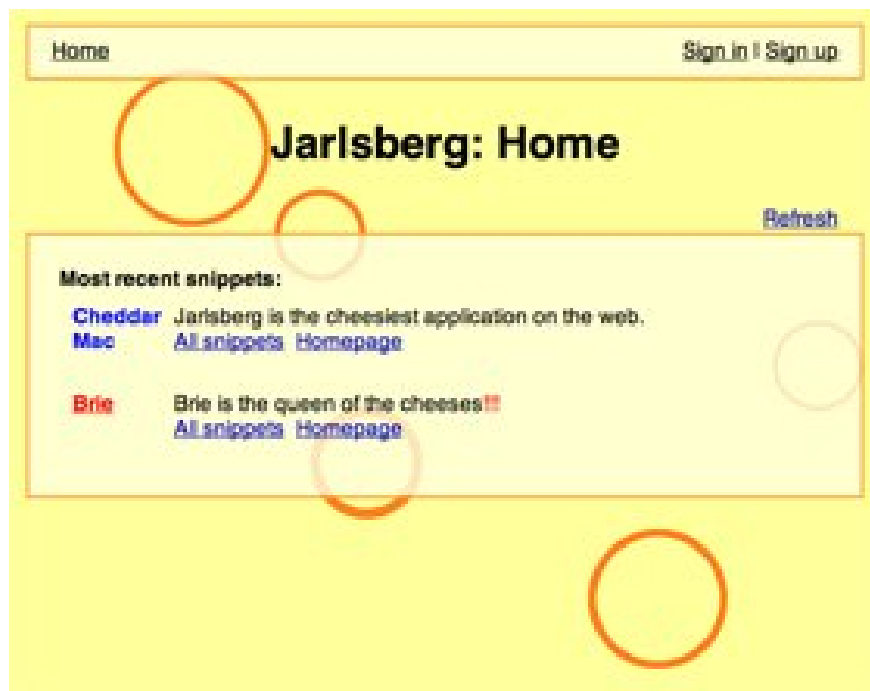 Home Sign in | Sign up
Jarlsberg: Home
Refresh
Most recent snippets:
Cheddar Jarlsberg is the cheesiest application on the web.
Mac All snippets Homepage
Brie Brie is the queen of the cheeses!!!
All snippets Homepage